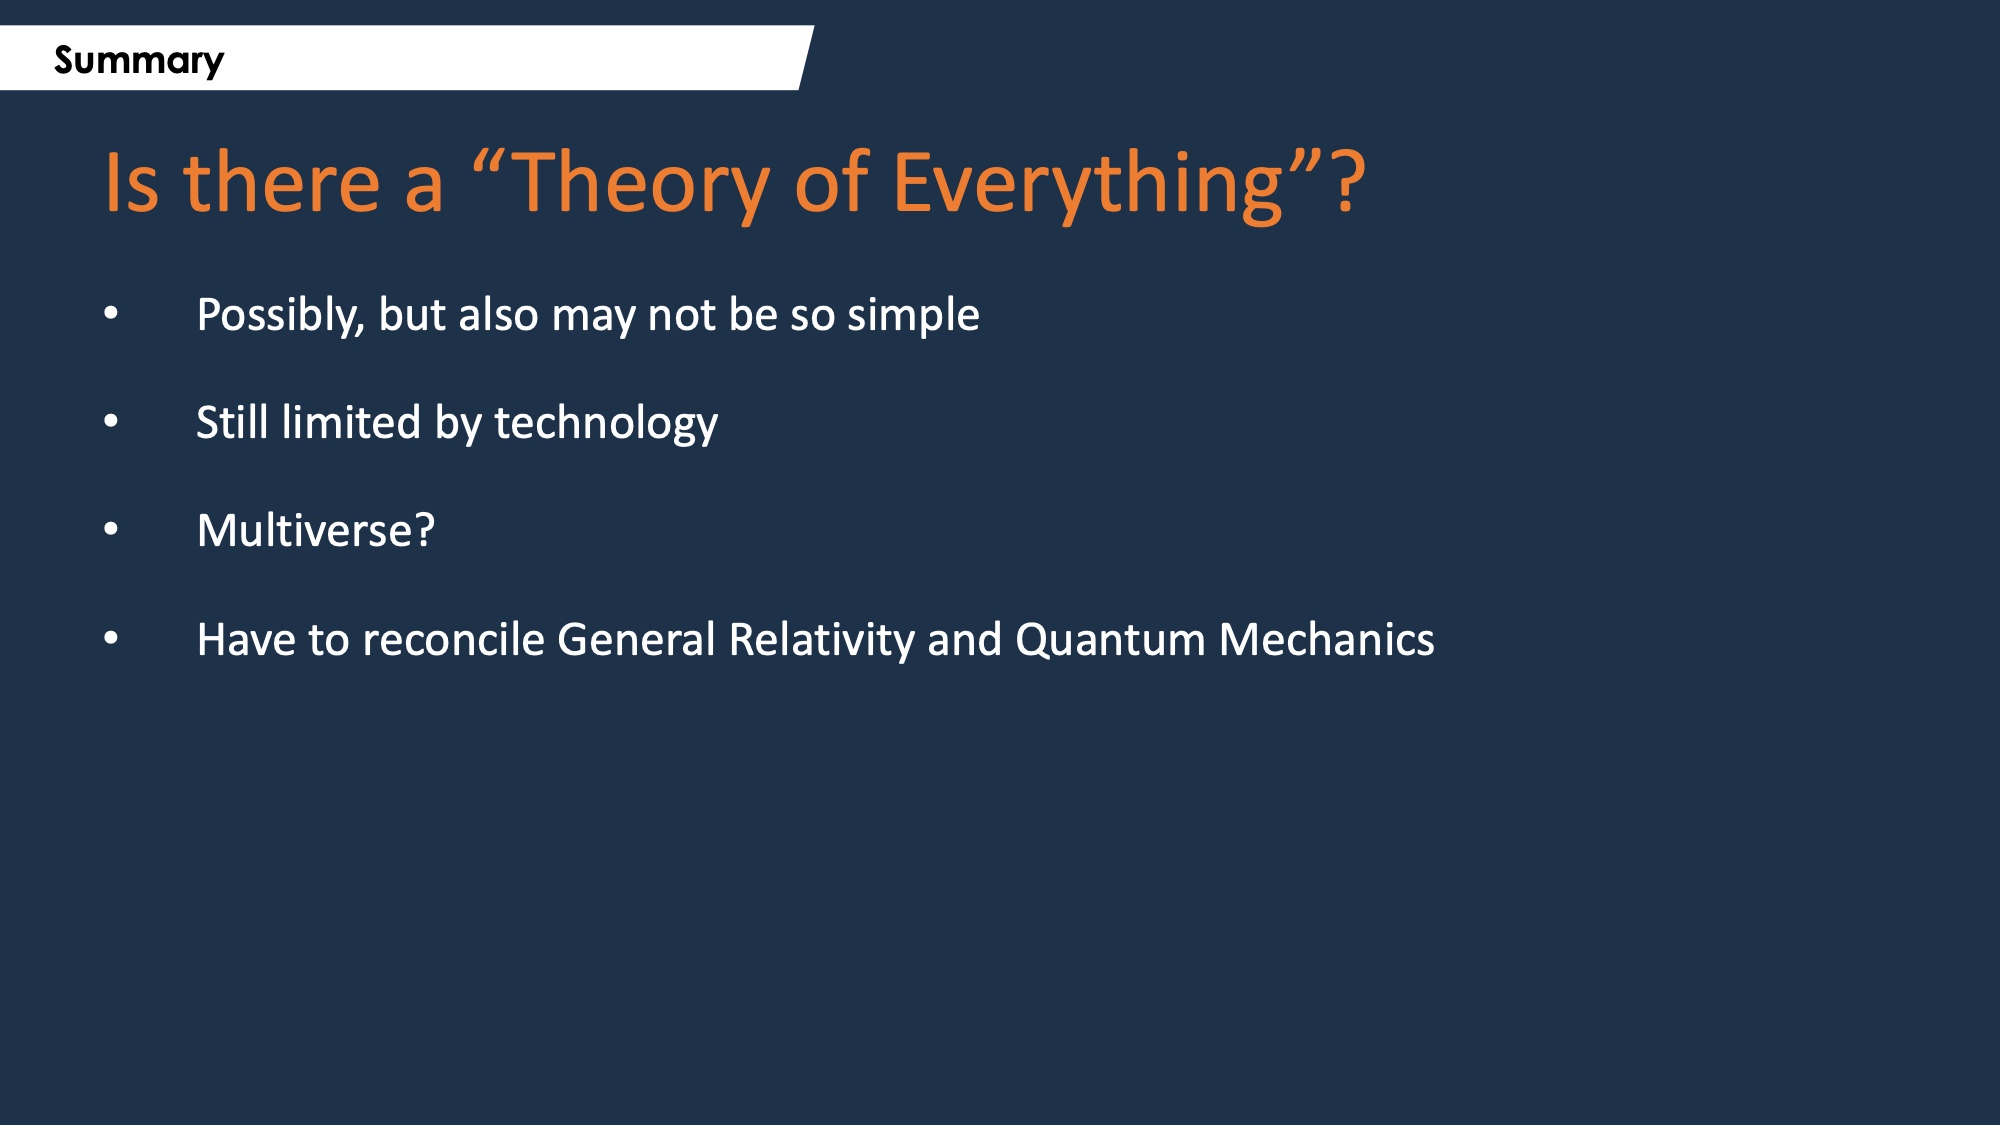 Summary
Is there a “Theory of Everything”?
• Possibly, but also may not be so simple
• Still limited by technology
• Multiverse?
• Have to reconcile General Relativity and Quantum Mechanics